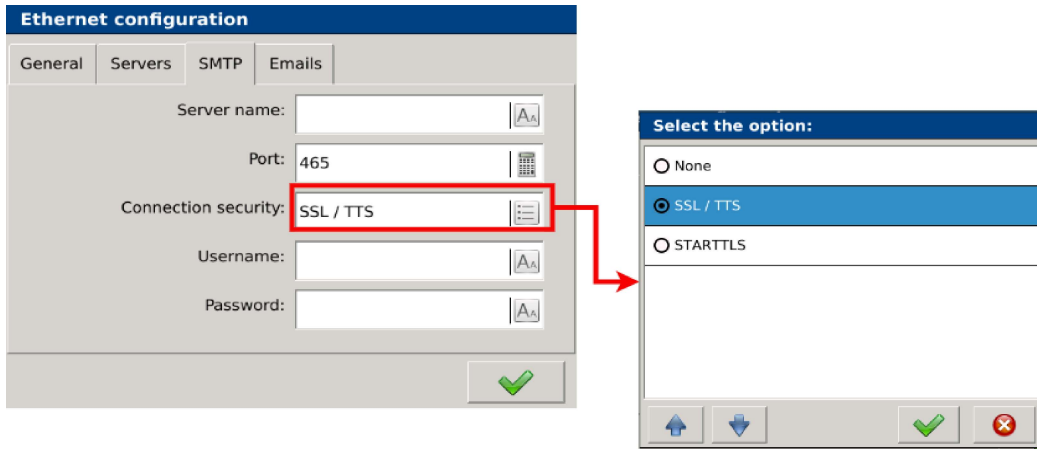 Ethernet configuration
General Servers SMTP Emails
Server name:
Port: 465
Connection security: SSL / TTS
Username:
Password:
Select the option:
None
SSL / TTS
STARTTLS